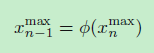 x_{n-1}^{max} = ϕ(x_n^{max})